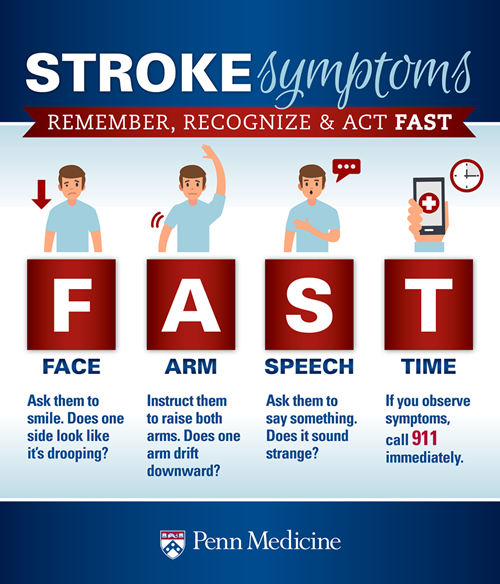 STROKE symptoms
REMEMBER, RECOGNIZE & ACT FAST
F A S T
FACE
Ask them to
smile. Does one
side look like
it's drooping?
ARM
Instruct them
to raise both
arms. Does one
arm drift
downward?
SPEECH
Ask them to
say something.
Does it sound
strange?
TIME
If you observe
symptoms,
call 911
immediately.
Penn Medicine